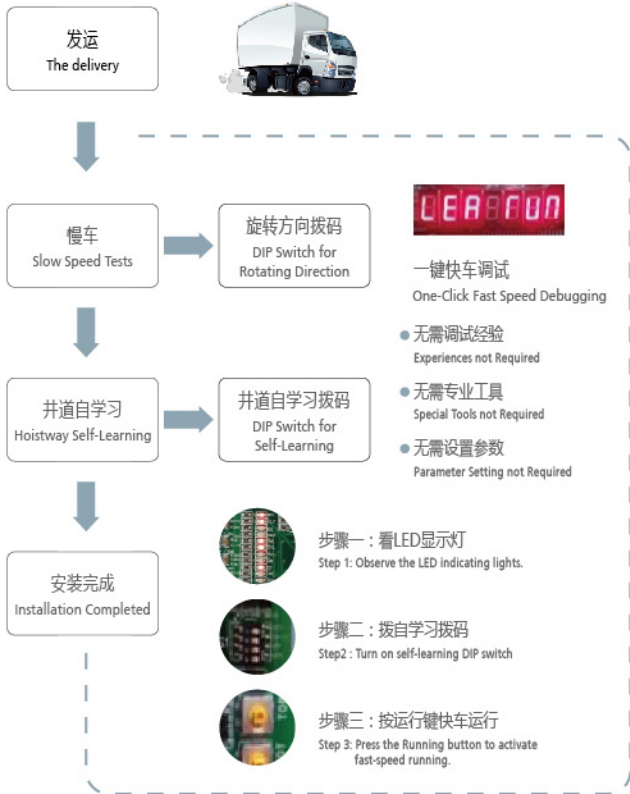 发运
The delivery
慢车
Slow Speed Tests
旋转方向拨码
DIP Switch for
Rotating Direction
LEA run
一键快车调试
One-Click Fast Speed Debugging
无需调试经验
Experiences not Required
无需专业工具
Special Tools not Required
无需设置参数
Parameter Setting not Required
井道自学习
Hoistway Self-Learning
井道自学习拨码
DIP Switch for
Self-Learning
安装完成
Installation Completed
步骤一：看LED显示灯
Step 1: Observe the LED indicating lights.
步骤二：拨自学习拨码
Step2 : Turn on self-learning DIP switch
步骤三：按运行键快车运行
Step 3: Press the Running button to activate
fast-speed running.